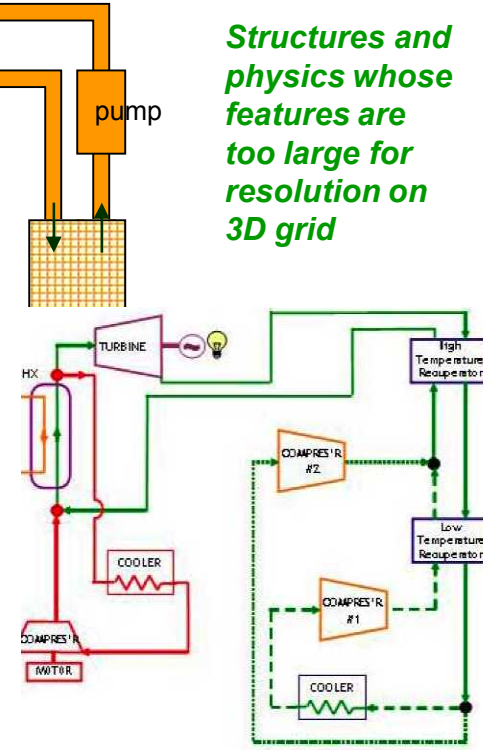 Structures and
physics whose
features are
too large for
resolution on
3D grid
pump
TURBINE
~
HX
High
Temperature
Recuperator
COMPRES'R
#2
Low
Temperature
Recuperator
COOLER
COMPRES'R
#1
COMPRES'R
MOTOR
COOLER